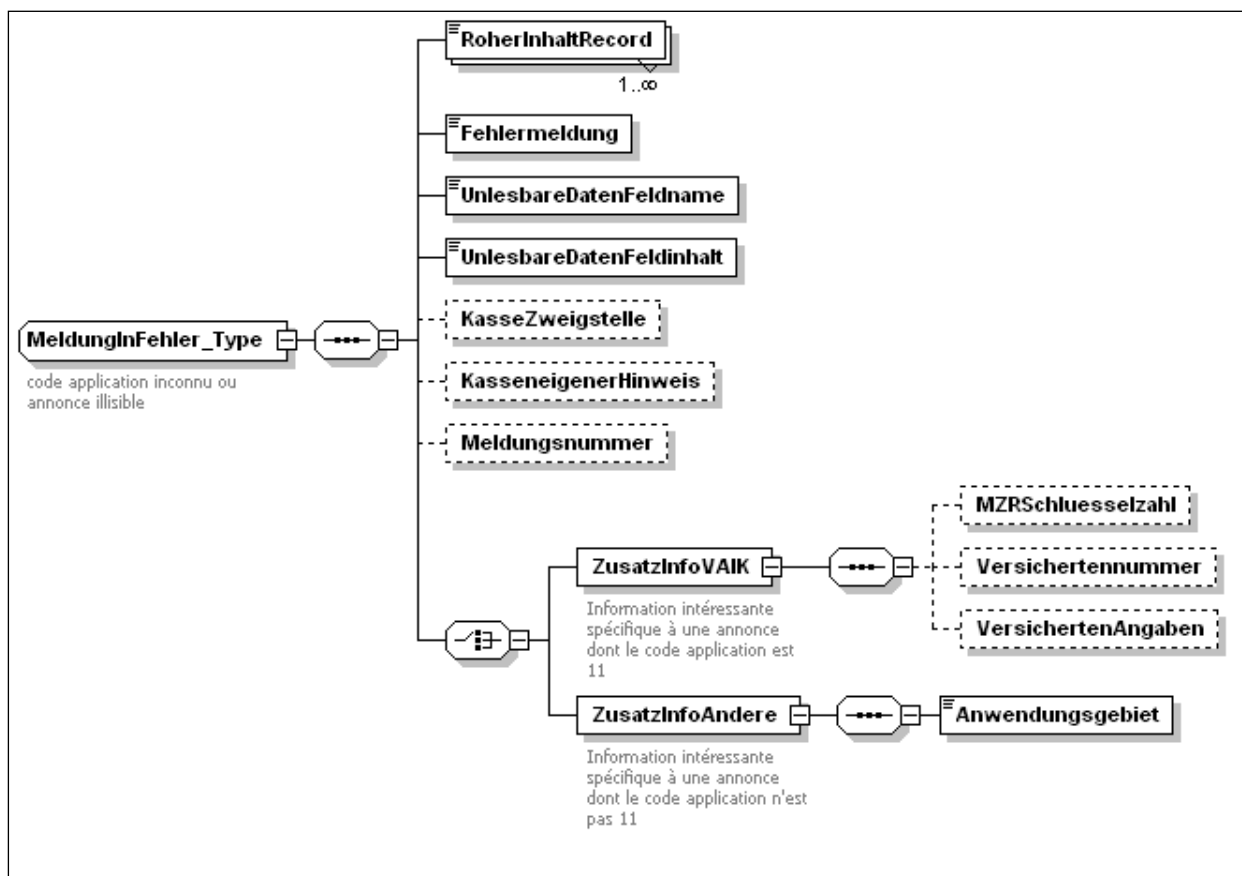 RoherInhaltRecord
1..∞
Fehlermeldung
UnlesbareDatenFeldname
UnlesbareDatenFeldinhalt
KasseZweigstelle
MeldungInFehler_Type
code application inconnu ou
annonce illisible
KasseneigenerHinweis
Meldungsnummer
ZusatzInfoVAIK
Information intéressante
spécifique à une annonce
dont le code application est
11
MZRSchluesselzahl
Versichertennummer
VersichertenAngaben
ZusatzInfoAndere
Information intéressante
spécifique à une annonce
dont le code application n'est
pas 11
Anwendungsgebiet